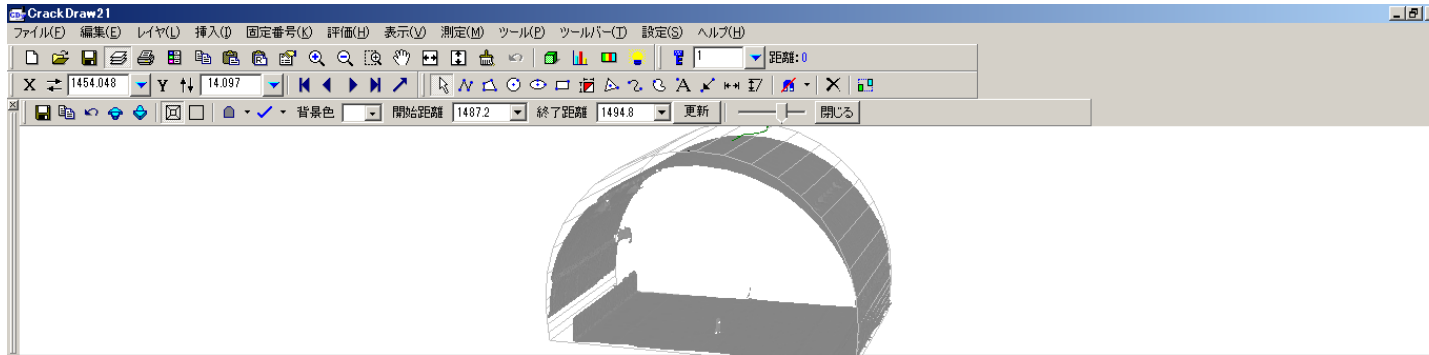 CrackDraw21
ファイル(F) 編集(E) レイヤ(L) 挿入(I) 固定番号(K) 評価(H) 表示(V) 測定(M) ツール(P) ツールバー(T) 設定(S) ヘルプ(H)
1 距離:0
X 1454.048 Y 14.097
背景色 開始距離 1487.2 終了距離 1494.8 更新 閉じる